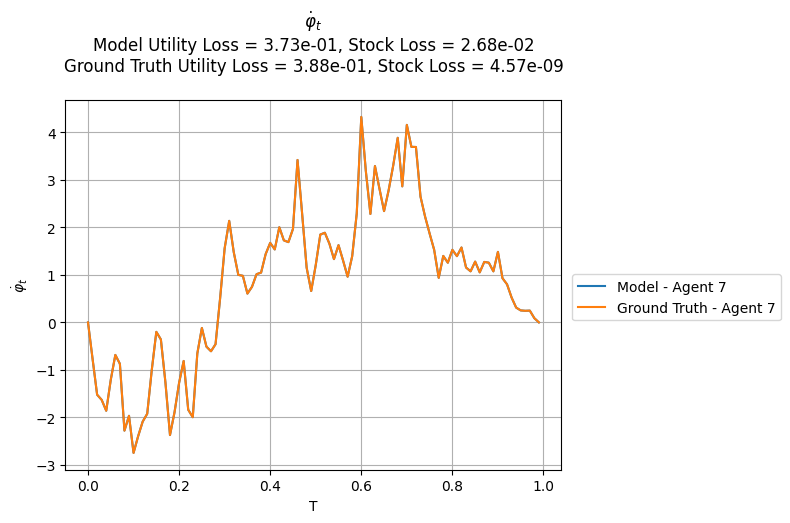 φ̇ₜ
Model Utility Loss = 3.73e-01, Stock Loss = 2.68e-02
Ground Truth Utility Loss = 3.88e-01, Stock Loss = 4.57e-09
φ̇ₜ
4
3
2
1
0
−1
−2
−3
0.0 0.2 0.4 0.6 0.8 1.0
T
Model - Agent 7
Ground Truth - Agent 7